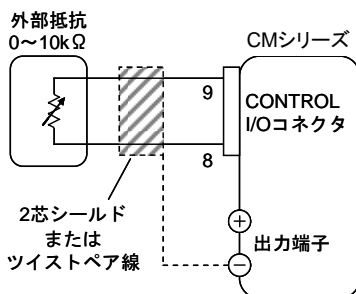 外部抵抗
0～10kΩ
CMシリーズ
9
CONTROL
I/Oコネクタ
8
2芯シールド
または
ツイストペア線
+
出力端子
−